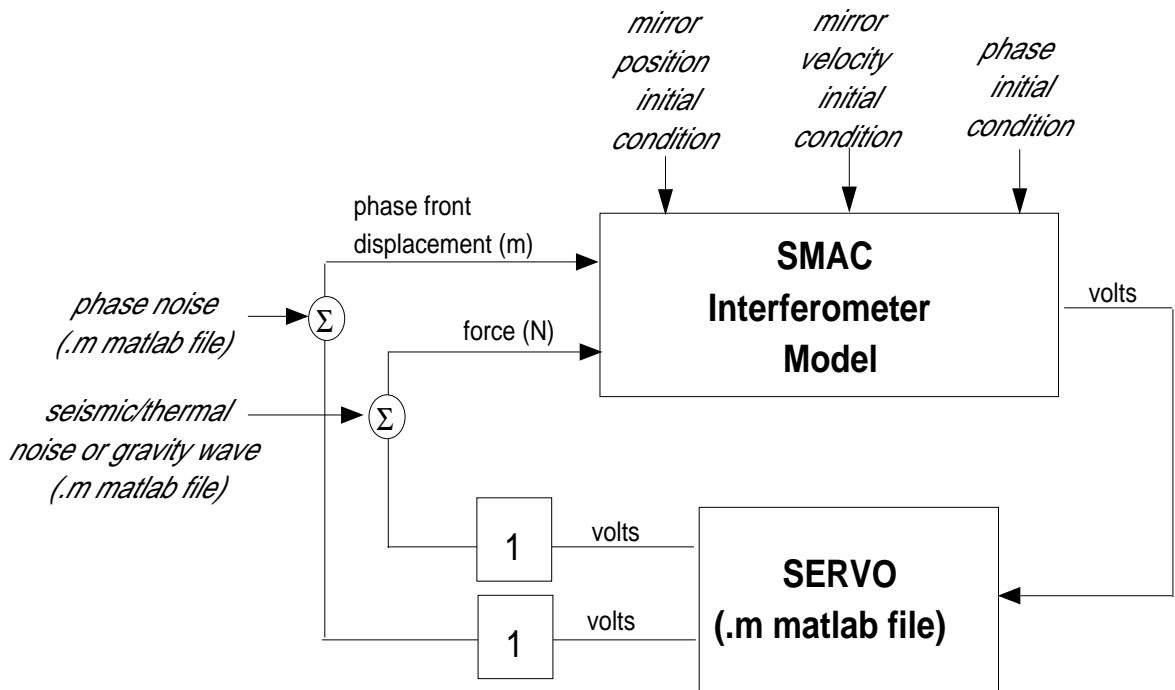 mirror
position
initial
condition
mirror
velocity
initial
condition
phase
initial
condition
phase front
displacement (m)
SMAC
Interferometer
Model
volts
phase noise
(.m matlab file)
Σ
force (N)
seismic/thermal
noise or gravity wave
(.m matlab file)
Σ
1
volts
SERVO
(.m matlab file)
1
volts